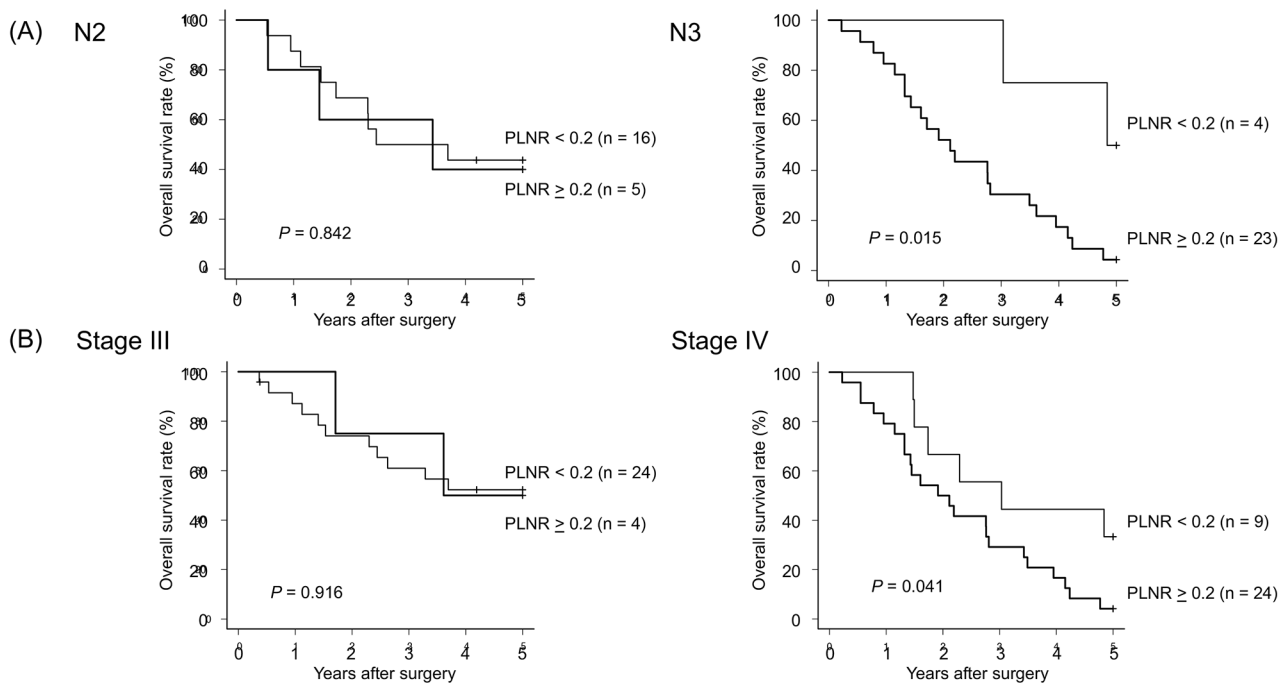 (A) N2
Overall survival rate (%)
100
80
60
40
20
0
PLNR < 0.2 (n = 16)
PLNR ≥ 0.2 (n = 5)
P = 0.842
0 1 2 3 4 5
Years after surgery
N3
Overall survival rate (%)
100
80
60
40
20
0
PLNR < 0.2 (n = 4)
PLNR ≥ 0.2 (n = 23)
P = 0.015
0 1 2 3 4 5
Years after surgery
(B) Stage III
Overall survival rate (%)
100
80
60
40
20
0
PLNR < 0.2 (n = 24)
PLNR ≥ 0.2 (n = 4)
P = 0.916
0 1 2 3 4 5
Years after surgery
Stage IV
Overall survival rate (%)
100
80
60
40
20
0
PLNR < 0.2 (n = 9)
PLNR ≥ 0.2 (n = 24)
P = 0.041
0 1 2 3 4 5
Years after surgery